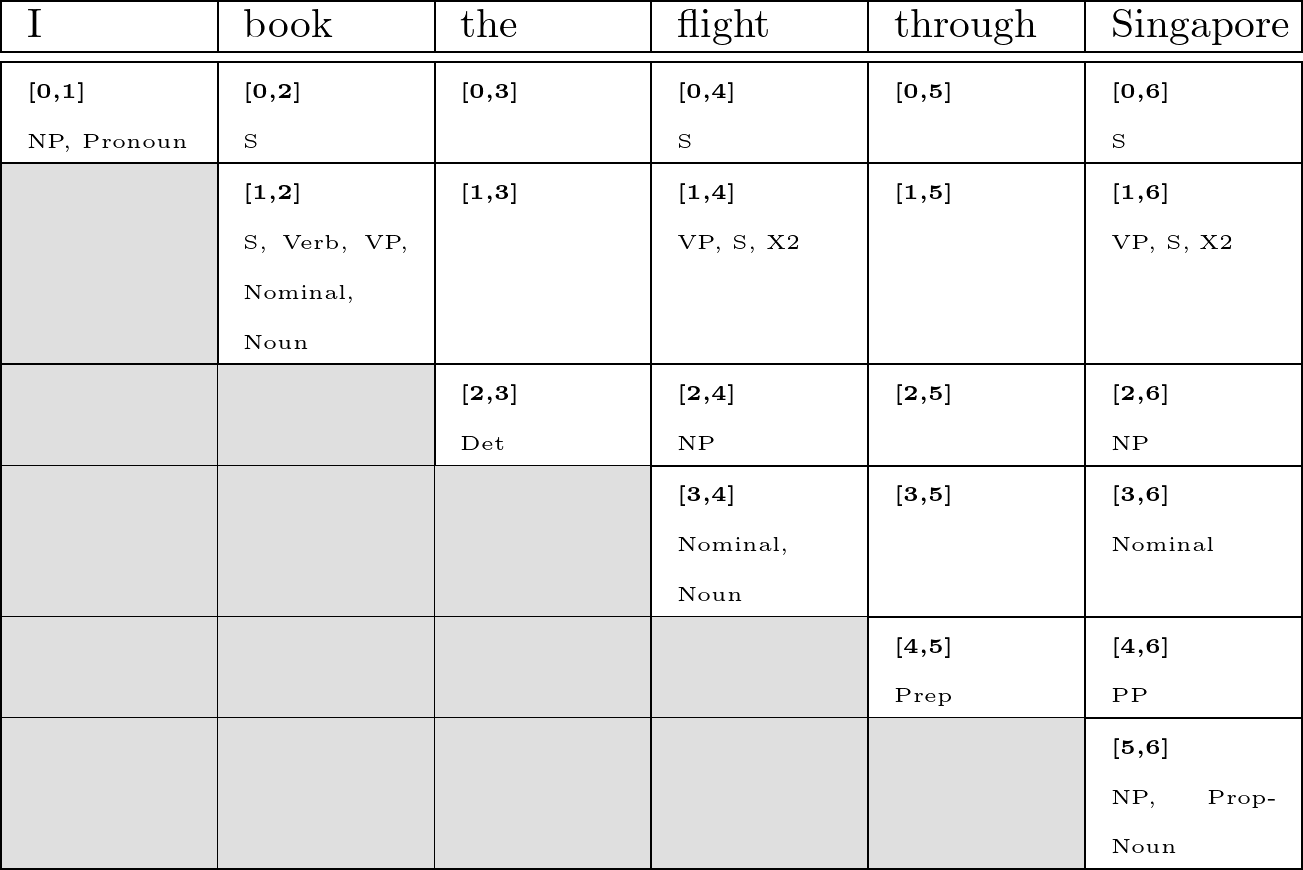 I book the flight through Singapore
[0,1] [0,2] [0,3] [0,4] [0,5] [0,6]
NP, Pronoun S S S
[1,2] [1,3] [1,4] [1,5] [1,6]
S, Verb, VP, VP, S, X2 VP, S, X2
Nominal,
Noun
[2,3] [2,4] [2,5] [2,6]
Det NP NP
[3,4] [3,5] [3,6]
Nominal, Nominal
Noun
[4,5] [4,6]
Prep PP
[5,6]
NP, Prop-
Noun